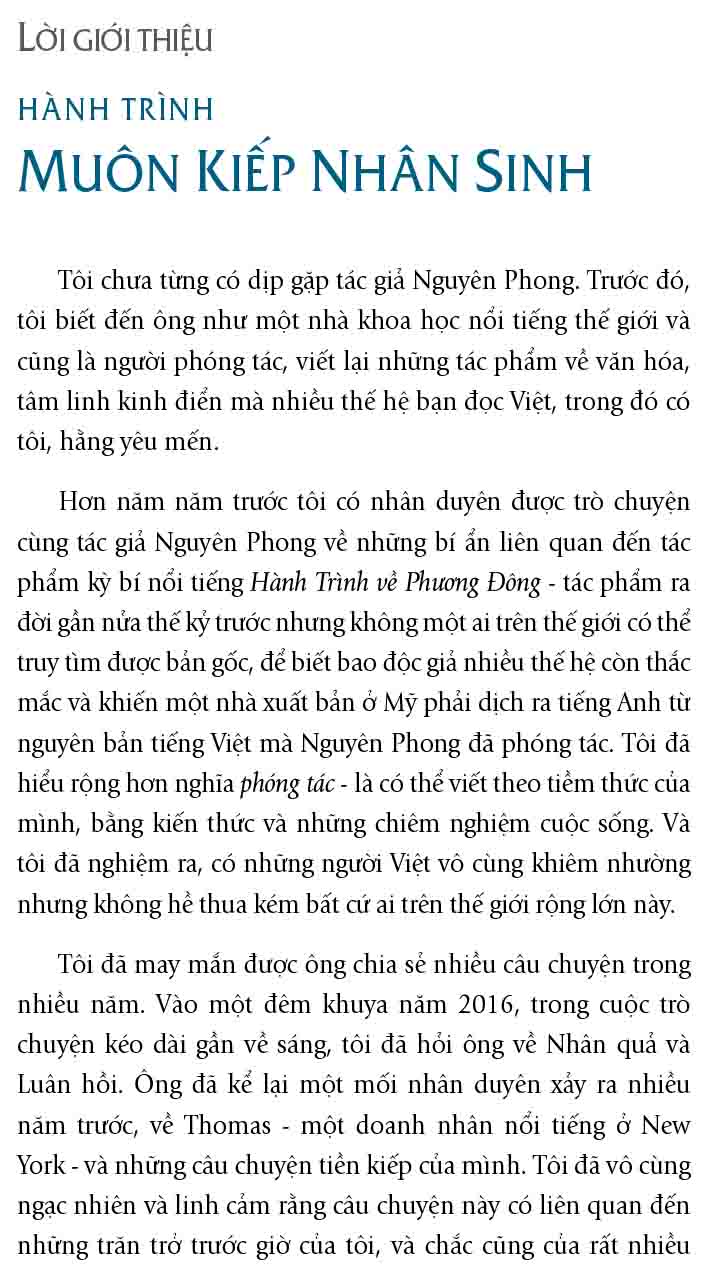 LỜI GIỚI THIỆU
HÀNH TRÌNH
MUÔN KIẾP NHÂN SINH
Tôi chưa từng có dịp gặp tác giả Nguyên Phong. Trước đó,
tôi biết đến ông như một nhà khoa học nổi tiếng thế giới và
cũng là người phóng tác, viết lại những tác phẩm về văn hóa,
tâm linh kinh điển mà nhiều thế hệ bạn đọc Việt, trong đó có
tôi, hằng yêu mến.
Hơn năm năm trước tôi có nhân duyên được trò chuyện
cùng tác giả Nguyên Phong về những bí ẩn liên quan đến tác
phẩm kỳ bí nổi tiếng Hành Trình về Phương Đông - tác phẩm ra
đời gần nửa thế kỷ trước nhưng không một ai trên thế giới có thể
truy tìm được bản gốc, để biết bao độc giả nhiều thế hệ còn thắc
mắc và khiến một nhà xuất bản ở Mỹ phải dịch ra tiếng Anh từ
nguyên bản tiếng Việt mà Nguyên Phong đã phóng tác. Tôi đã
hiểu rộng hơn nghĩa phóng tác - là có thể viết theo tiềm thức của
mình, bằng kiến thức và những chiêm nghiệm cuộc sống. Và
tôi đã nghiệm ra, có những người Việt vô cùng khiêm nhường
nhưng không hề thua kém bất cứ ai trên thế giới rộng lớn này.
Tôi đã may mắn được ông chia sẻ nhiều câu chuyện trong
nhiều năm. Vào một đêm khuya năm 2016, trong cuộc trò
chuyện kéo dài gần về sáng, tôi đã hỏi ông về Nhân quả và
Luân hồi. Ông đã kể lại một mối nhân duyên xảy ra nhiều
năm trước, về Thomas - một doanh nhân nổi tiếng ở New
York - và những câu chuyện tiền kiếp của mình. Tôi đã vô cùng
ngạc nhiên và linh cảm rằng câu chuyện này có liên quan đến
những trăn trở trước giờ của tôi, và chắc cũng của rất nhiều